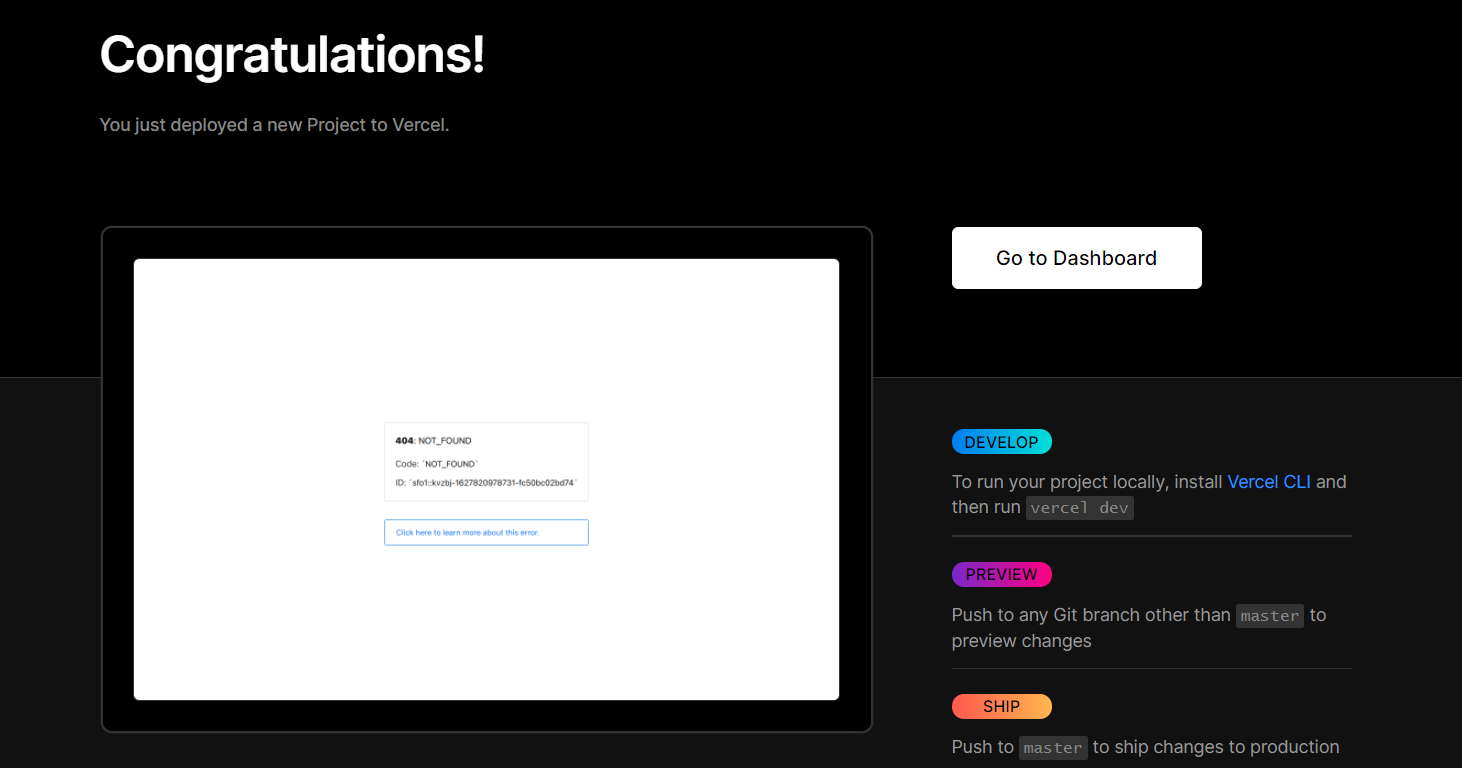 Congratulations!
You just deployed a new Project to Vercel.
Go to Dashboard
404: NOT_FOUND
Code: `NOT_FOUND`
ID: `sfo1::kvzbj-1627820978731-fc50bc02bd74`
Click here to learn more about this error.
DEVELOP
To run your project locally, install Vercel CLI and
then run vercel dev
PREVIEW
Push to any Git branch other than master to
preview changes
SHIP
Push to master to ship changes to production